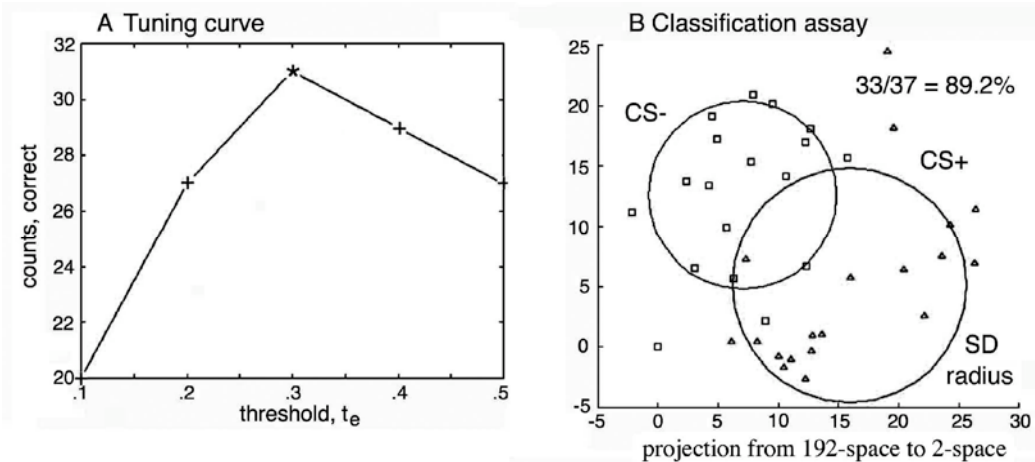 A Tuning curve
32
30
28
26
24
22
20
counts, correct
.1 .2 .3 .4 .5
threshold, te
B Classification assay
25
20
15
10
5
0
-5
33/37 = 89.2%
CS-
CS+
SD
radius
-5 0 5 10 15 20 25 30
projection from 192-space to 2-space